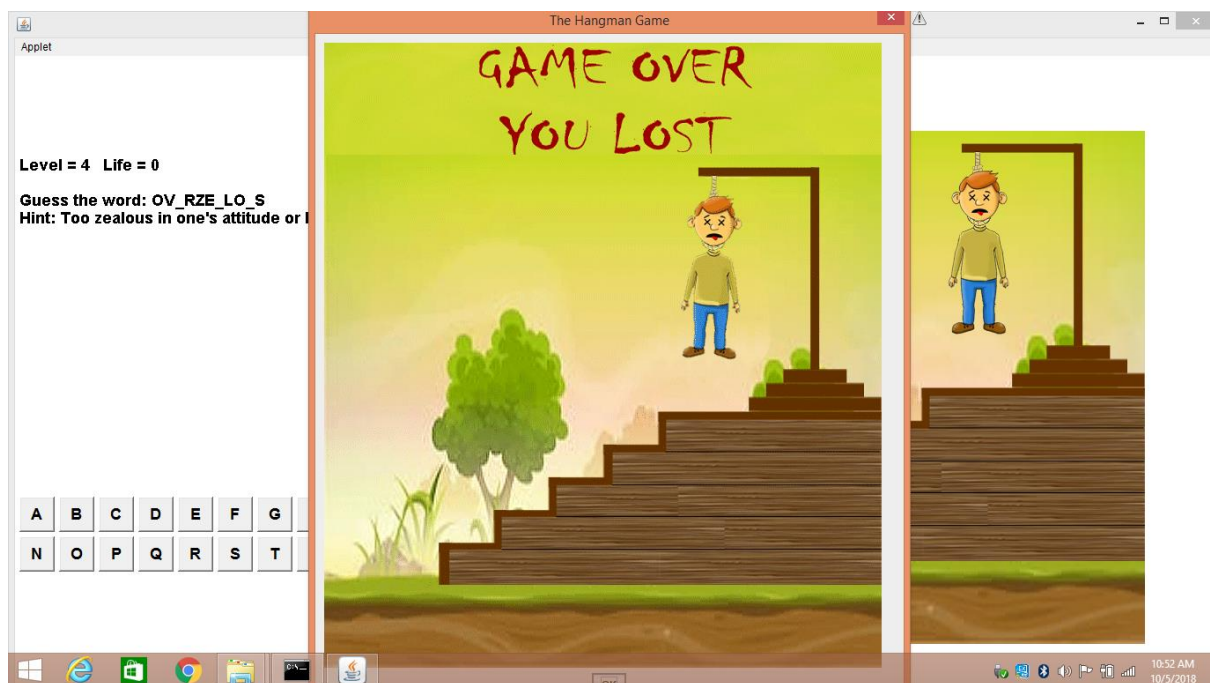 The Hangman Game
Applet
GAME OVER
YOU LOST
Level = 4 Life = 0
Guess the word: OV_RZE_LO_S
Hint: Too zealous in one's attitude or
A B C D E F G
N O P Q R S T
C:\_
10:52 AM
10/5/2018